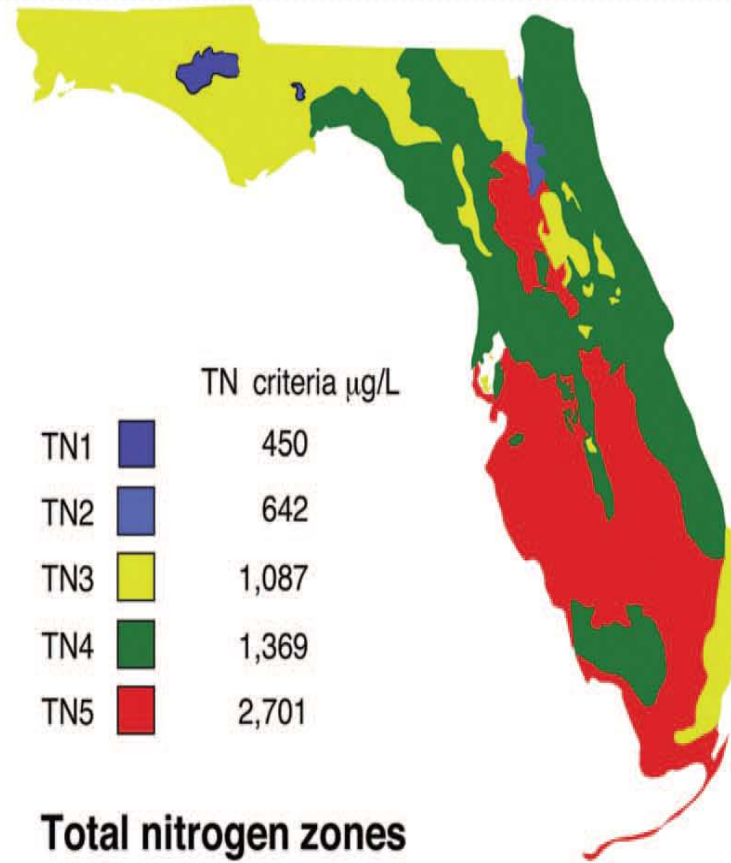 TN criteria µg/L
TN1 450
TN2 642
TN3 1,087
TN4 1,369
TN5 2,701
Total nitrogen zones